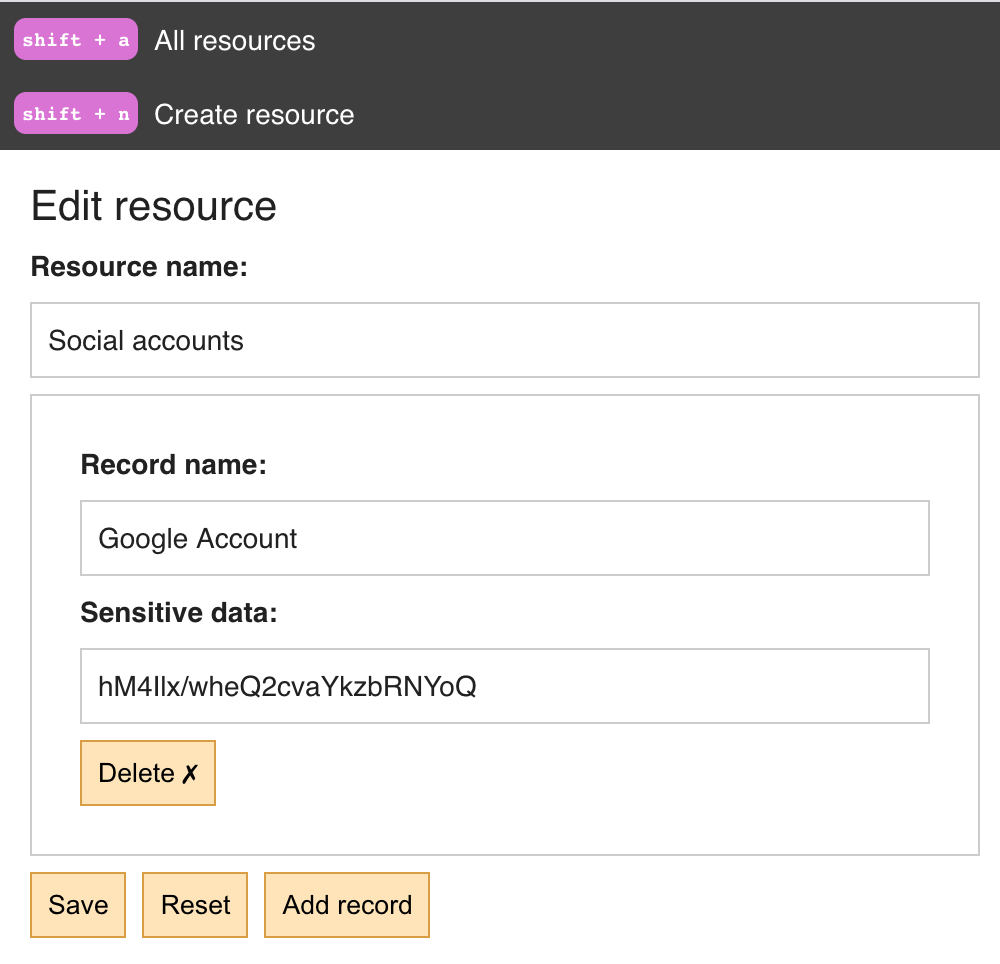 shift + a All resources
shift + n Create resource
Edit resource
Resource name:
Social accounts
Record name:
Google Account
Sensitive data:
hM4Ilx/wheQ2cvaYkzbRNYoQ
Delete ✗
Save Reset Add record